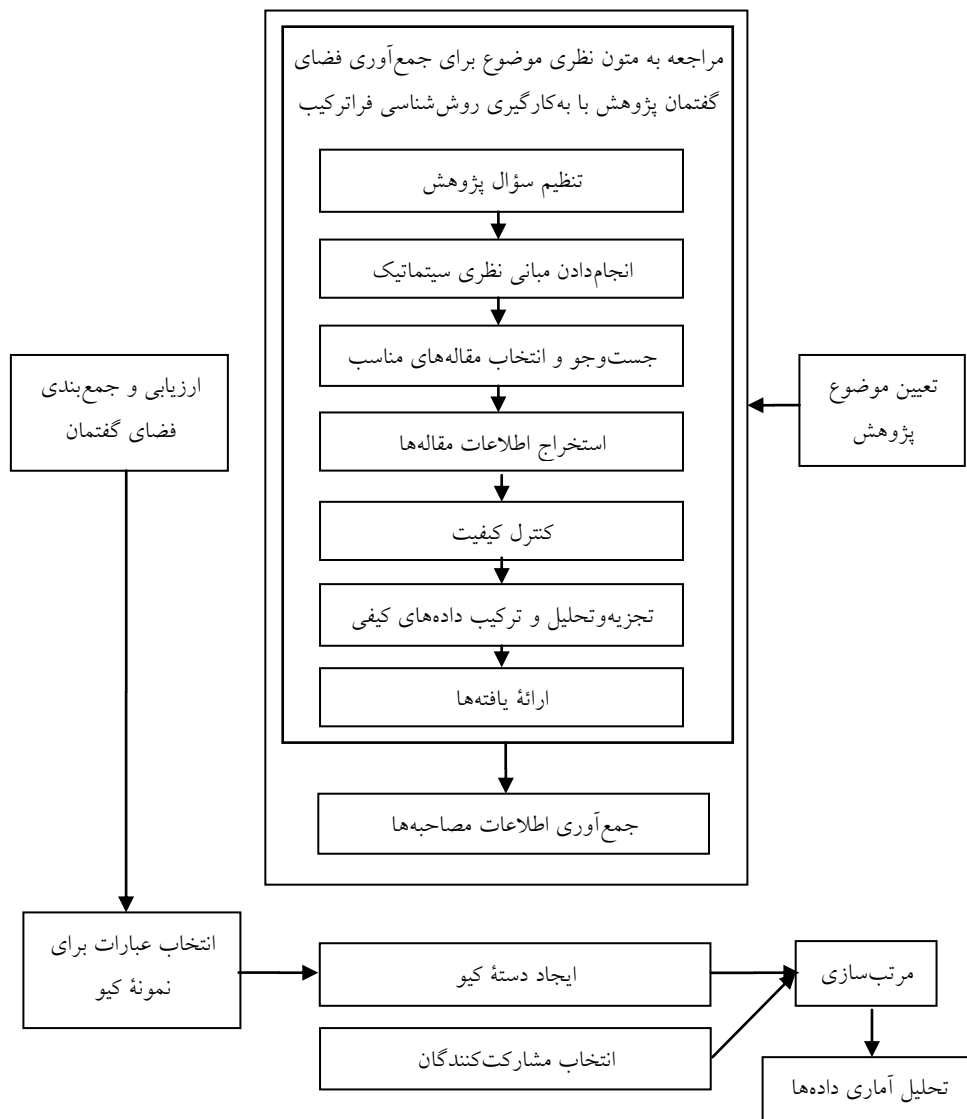 مراجعه به متون نظری موضوع برای جمع‌آوری فضای
گفتمان پژوهش با به‌کارگیری روش‌شناسی فراترکیب
تنظیم سؤال پژوهش
انجام‌دادن مبانی نظری سیتماتیک
جست‌وجو و انتخاب مقاله‌های مناسب
استخراج اطلاعات مقاله‌ها
کنترل کیفیت
تجزیه‌وتحلیل و ترکیب داده‌های کیفی
ارائۀ یافته‌ها
جمع‌آوری اطلاعات مصاحبه‌ها
تعیین موضوع
پژوهش
ارزیابی و جمع‌بندی
فضای گفتمان
انتخاب عبارات برای
نمونۀ کیو
ایجاد دستۀ کیو
انتخاب مشارکت‌کنندگان
مرتب‌سازی
تحلیل آماری داده‌ها